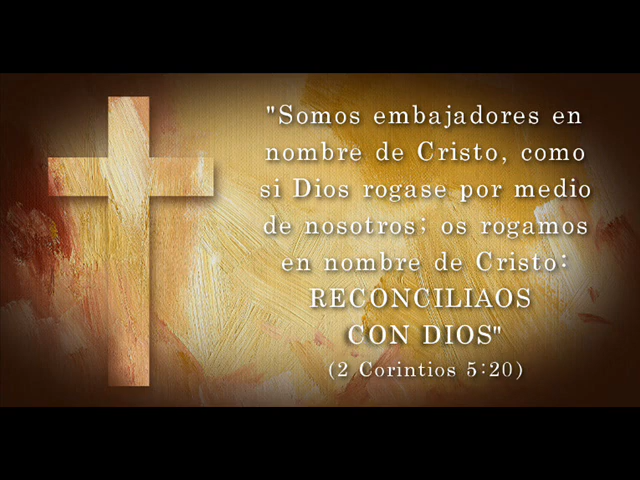 "Somos embajadores en
nombre de Cristo, como
si Dios rogase por medio
de nosotros; os rogamos
en nombre de Cristo:
RECONCILIAOS
CON DIOS"
(2 Corintios 5:20)